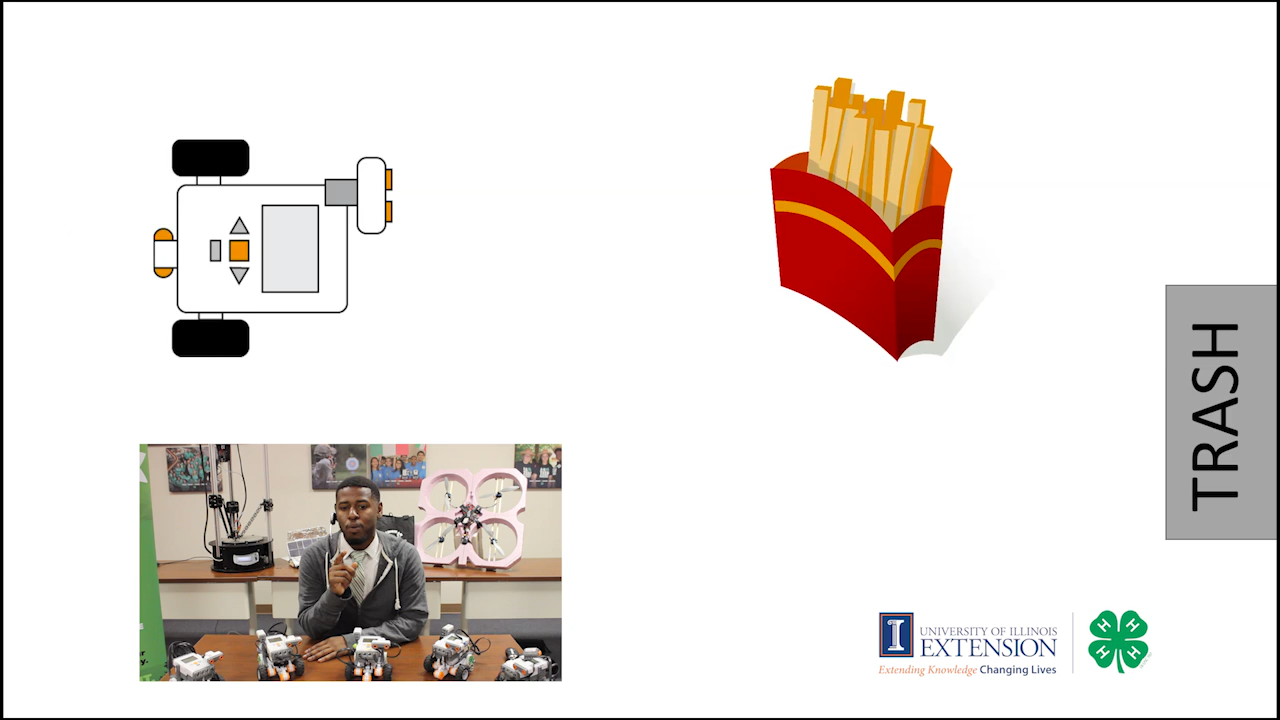 TRASH
I
UNIVERSITY OF ILLINOIS
EXTENSION
Extending Knowledge Changing Lives
H H
H H